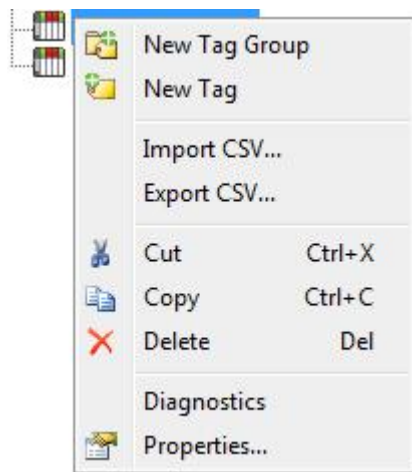 New Tag Group
New Tag
Import CSV...
Export CSV...
Cut Ctrl+X
Copy Ctrl+C
Delete Del
Diagnostics
Properties...